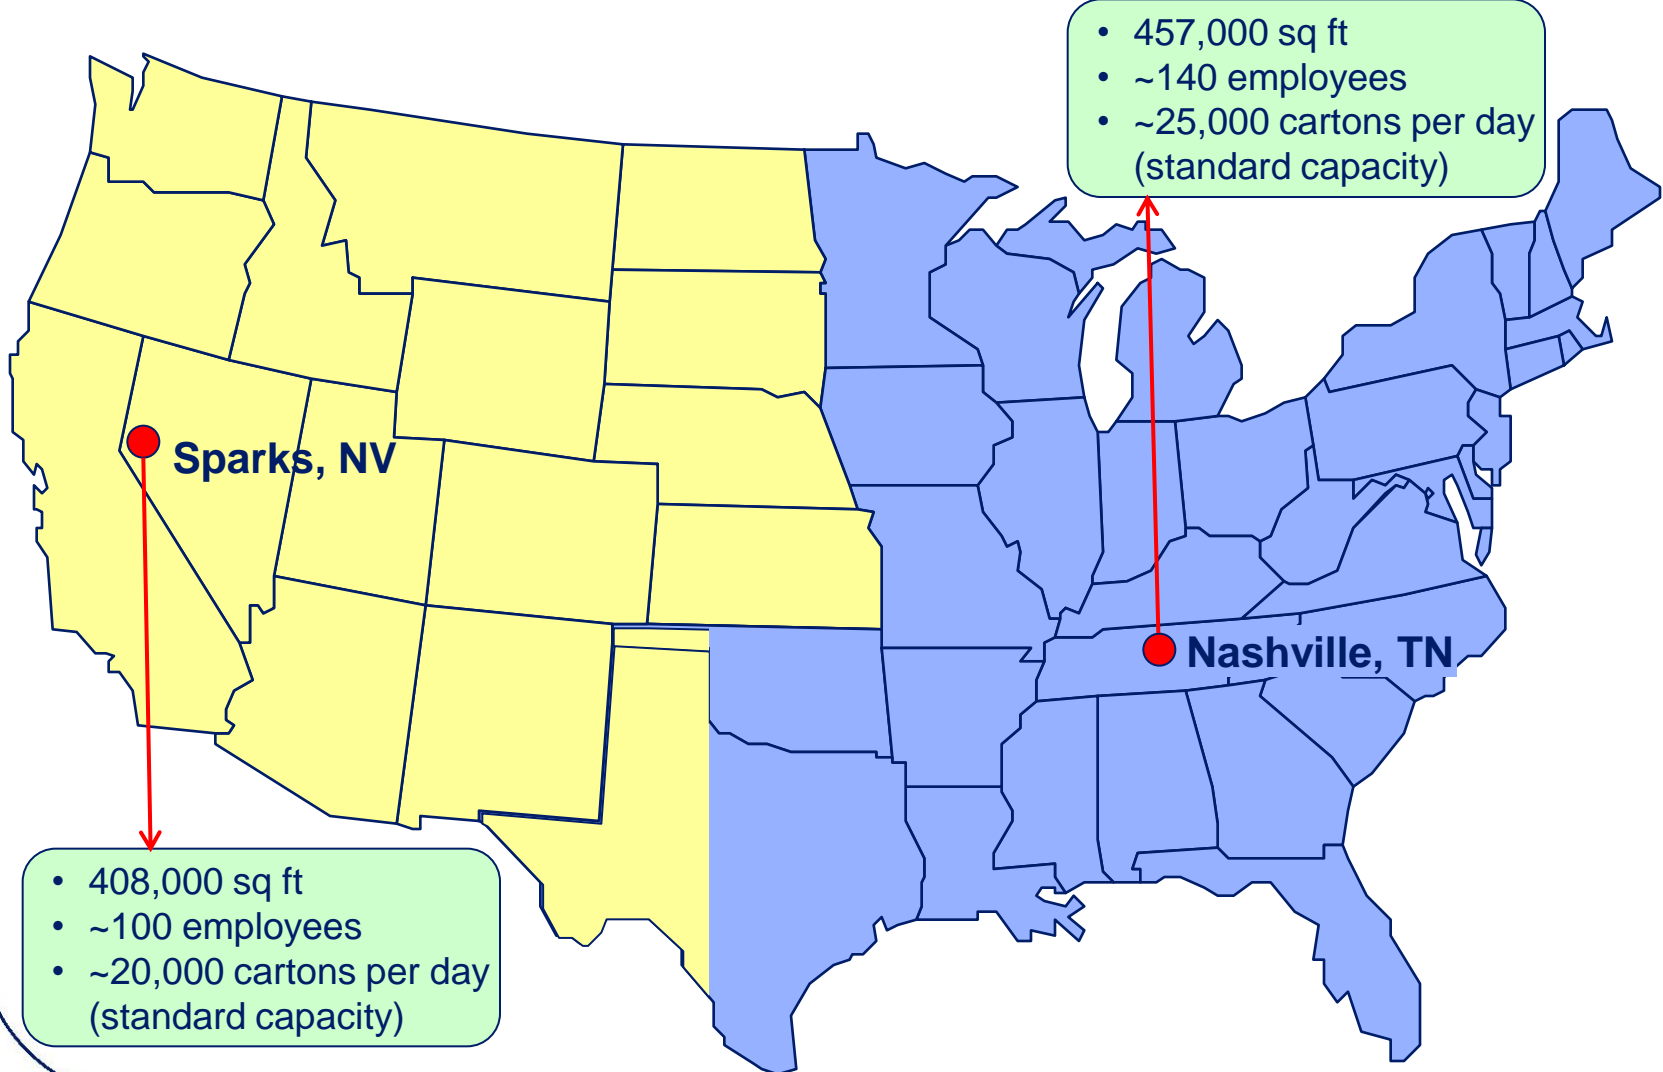 • 457,000 sq ft
• ~140 employees
• ~25,000 cartons per day
(standard capacity)
Sparks, NV
Nashville, TN
• 408,000 sq ft
• ~100 employees
• ~20,000 cartons per day
(standard capacity)